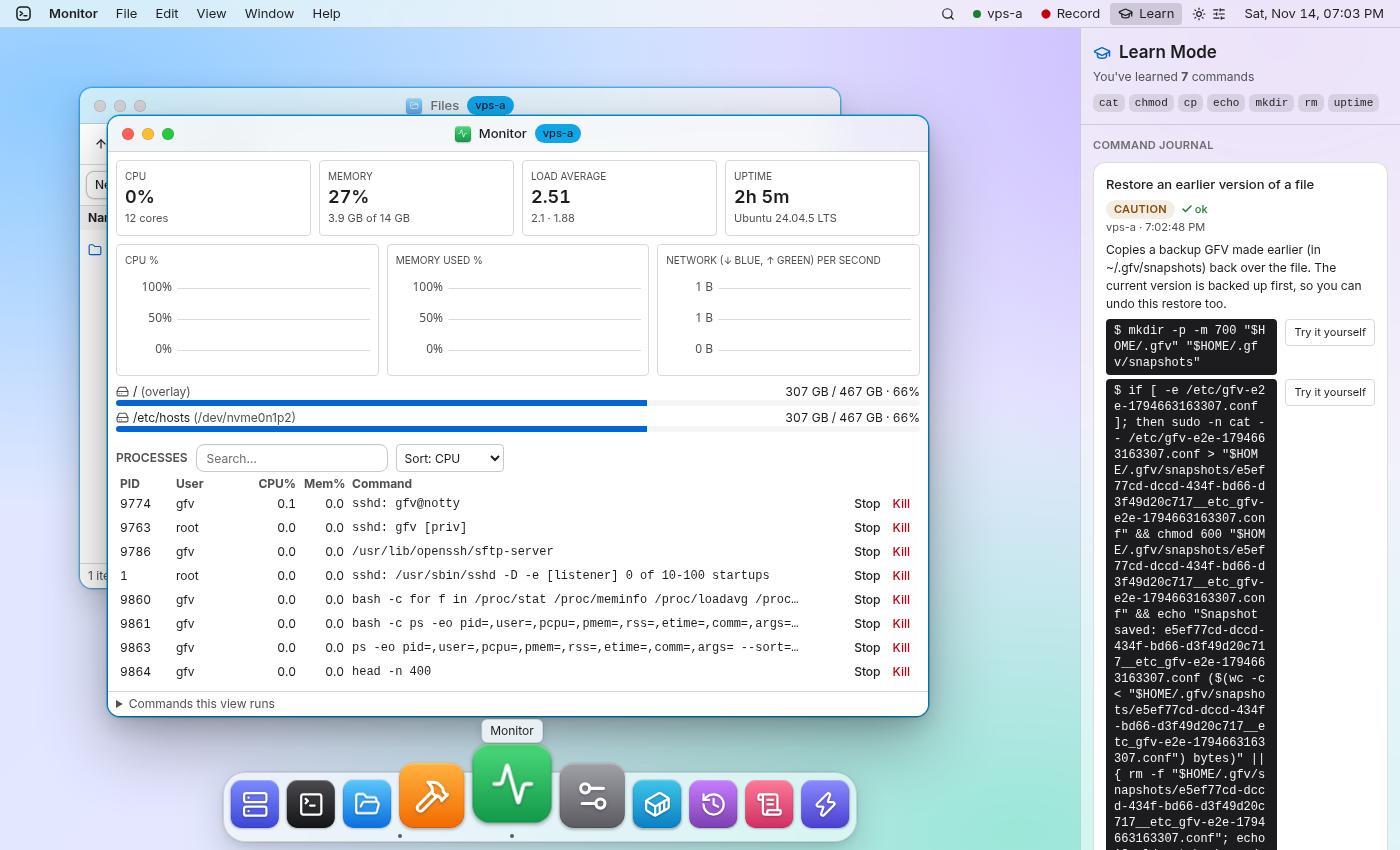 Monitor File Edit View Window Help
vps-a Record Learn Sat, Nov 14, 07:03 PM
Files vps-a
Monitor vps-a
CPU
0%
12 cores
MEMORY
27%
3.9 GB of 14 GB
LOAD AVERAGE
2.51
2.1 · 1.88
UPTIME
2h 5m
Ubuntu 24.04.5 LTS
CPU %
100%
50%
0%
MEMORY USED %
100%
50%
0%
NETWORK (↓ BLUE, ↑ GREEN) PER SECOND
1 B
1 B
0 B
/ (overlay) 307 GB / 467 GB · 66%
/etc/hosts (/dev/nvme0n1p2) 307 GB / 467 GB · 66%
PROCESSES Search... Sort: CPU
PID User CPU% Mem% Command
9774 gfv 0.1 0.0 sshd: gfv@notty Stop Kill
9763 root 0.0 0.0 sshd: gfv [priv] Stop Kill
9786 gfv 0.0 0.0 /usr/lib/openssh/sftp-server Stop Kill
1 root 0.0 0.0 sshd: /usr/sbin/sshd -D -e [listener] 0 of 10-100 startups Stop Kill
9860 gfv 0.0 0.0 bash -c for f in /proc/stat /proc/meminfo /proc/loadavg /proc… Stop Kill
9861 gfv 0.0 0.0 bash -c ps -eo pid=,user=,pcpu=,pmem=,rss=,etime=,comm=,args=… Stop Kill
9863 gfv 0.0 0.0 ps -eo pid=,user=,pcpu=,pmem=,rss=,etime=,comm=,args= --sort=… Stop Kill
9864 gfv 0.0 0.0 head -n 400 Stop Kill
Commands this view runs
Monitor
Learn Mode
You've learned 7 commands
cat chmod cp echo mkdir rm uptime
COMMAND JOURNAL
Restore an earlier version of a file
CAUTION ok
vps-a · 7:02:48 PM
Copies a backup GFV made earlier (in
~/.gfv/snapshots) back over the file. The
current version is backed up first, so you can
undo this restore too.
$ mkdir -p -m 700 "$H
OME/.gfv" "$HOME/.gf
v/snapshots"
Try it yourself
$ if [ -e /etc/gfv-e2
e-1794663163307.conf
]; then sudo -n cat -
- /etc/gfv-e2e-179466
3163307.conf > "$HOM
E/.gfv/snapshots/e5ef
77cd-dccd-434f-bd66-d
3f49d20c717__etc_gfv-
e2e-1794663163307.con
f" && chmod 600 "$HOM
E/.gfv/snapshots/e5ef
77cd-dccd-434f-bd66-d
3f49d20c717__etc_gfv-
e2e-1794663163307.con
f" && echo "Snapshot
saved: e5ef77cd-dccd-
434f-bd66-d3f49d20c71
7__etc_gfv-e2e-179466
3163307.conf ($(wc -c
< "$HOME/.gfv/snapsho
ts/e5ef77cd-dccd-434f
-bd66-d3f49d20c717__e
tc_gfv-e2e-1794663163
307.conf") bytes)" ||
{ rm -f "$HOME/.gfv/s
napshots/e5ef77cd-dcc
d-434f-bd66-d3f49d20c
717__etc_gfv-e2e-1794
663163307.conf"; echo
Try it yourself